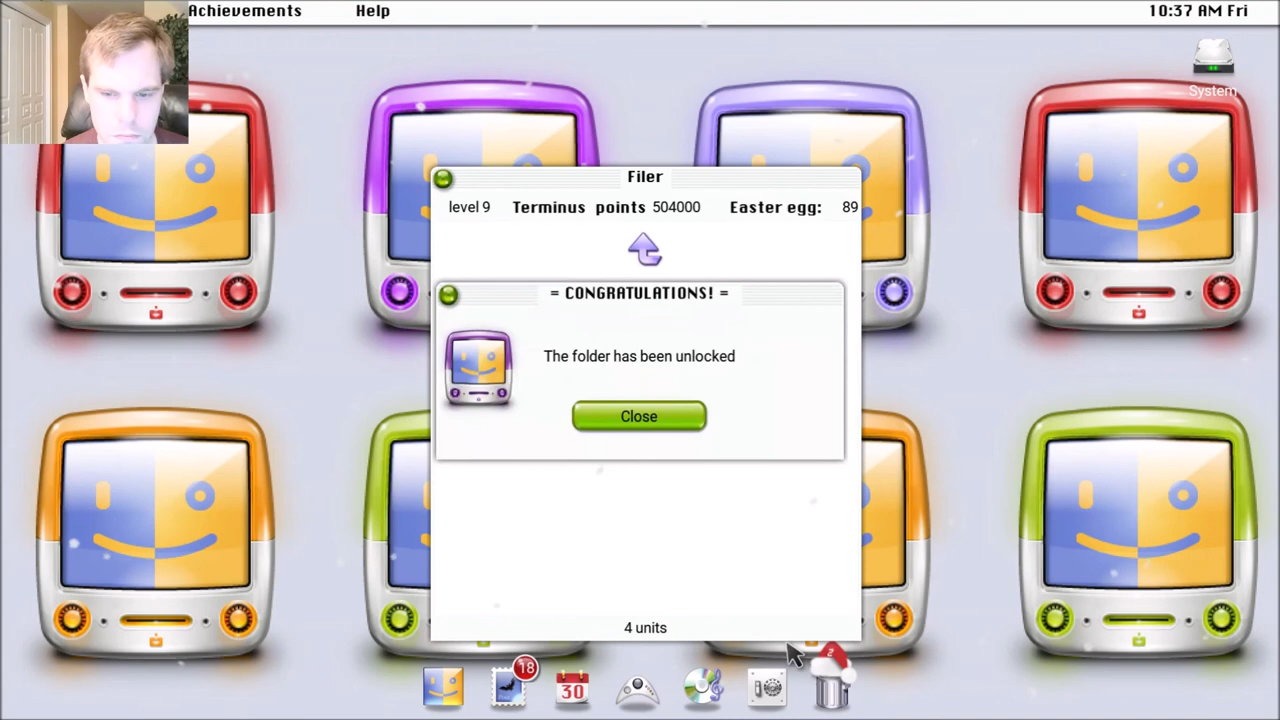 Achievements Help 10:37 AM Fri
System
Filer
level 9 Terminus points 504000 Easter egg: 89
= CONGRATULATIONS! =
The folder has been unlocked
Close
4 units
18
30
2